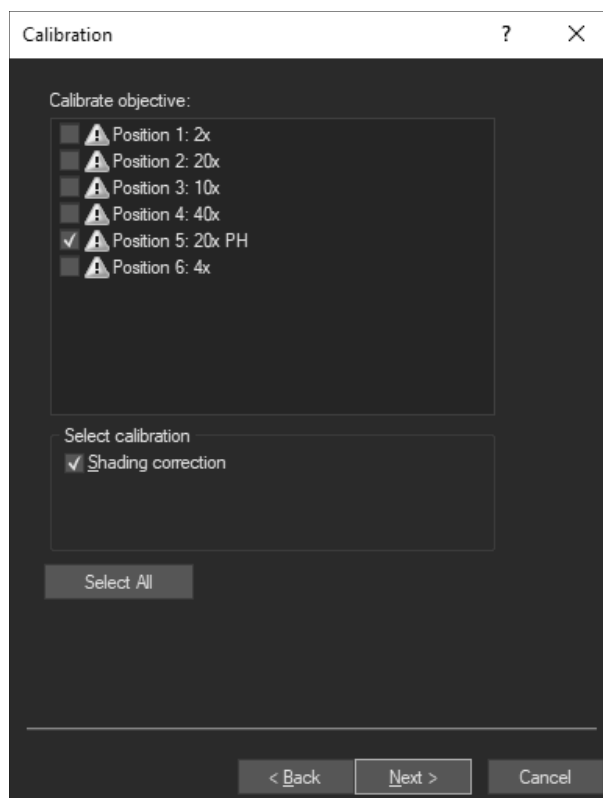 Calibration ?
Calibrate objective:
Position 1: 2x
Position 2: 20x
Position 3: 10x
Position 4: 40x
Position 5: 20x PH
Position 6: 4x
Select calibration
Shading correction
Select All
< Back Next > Cancel